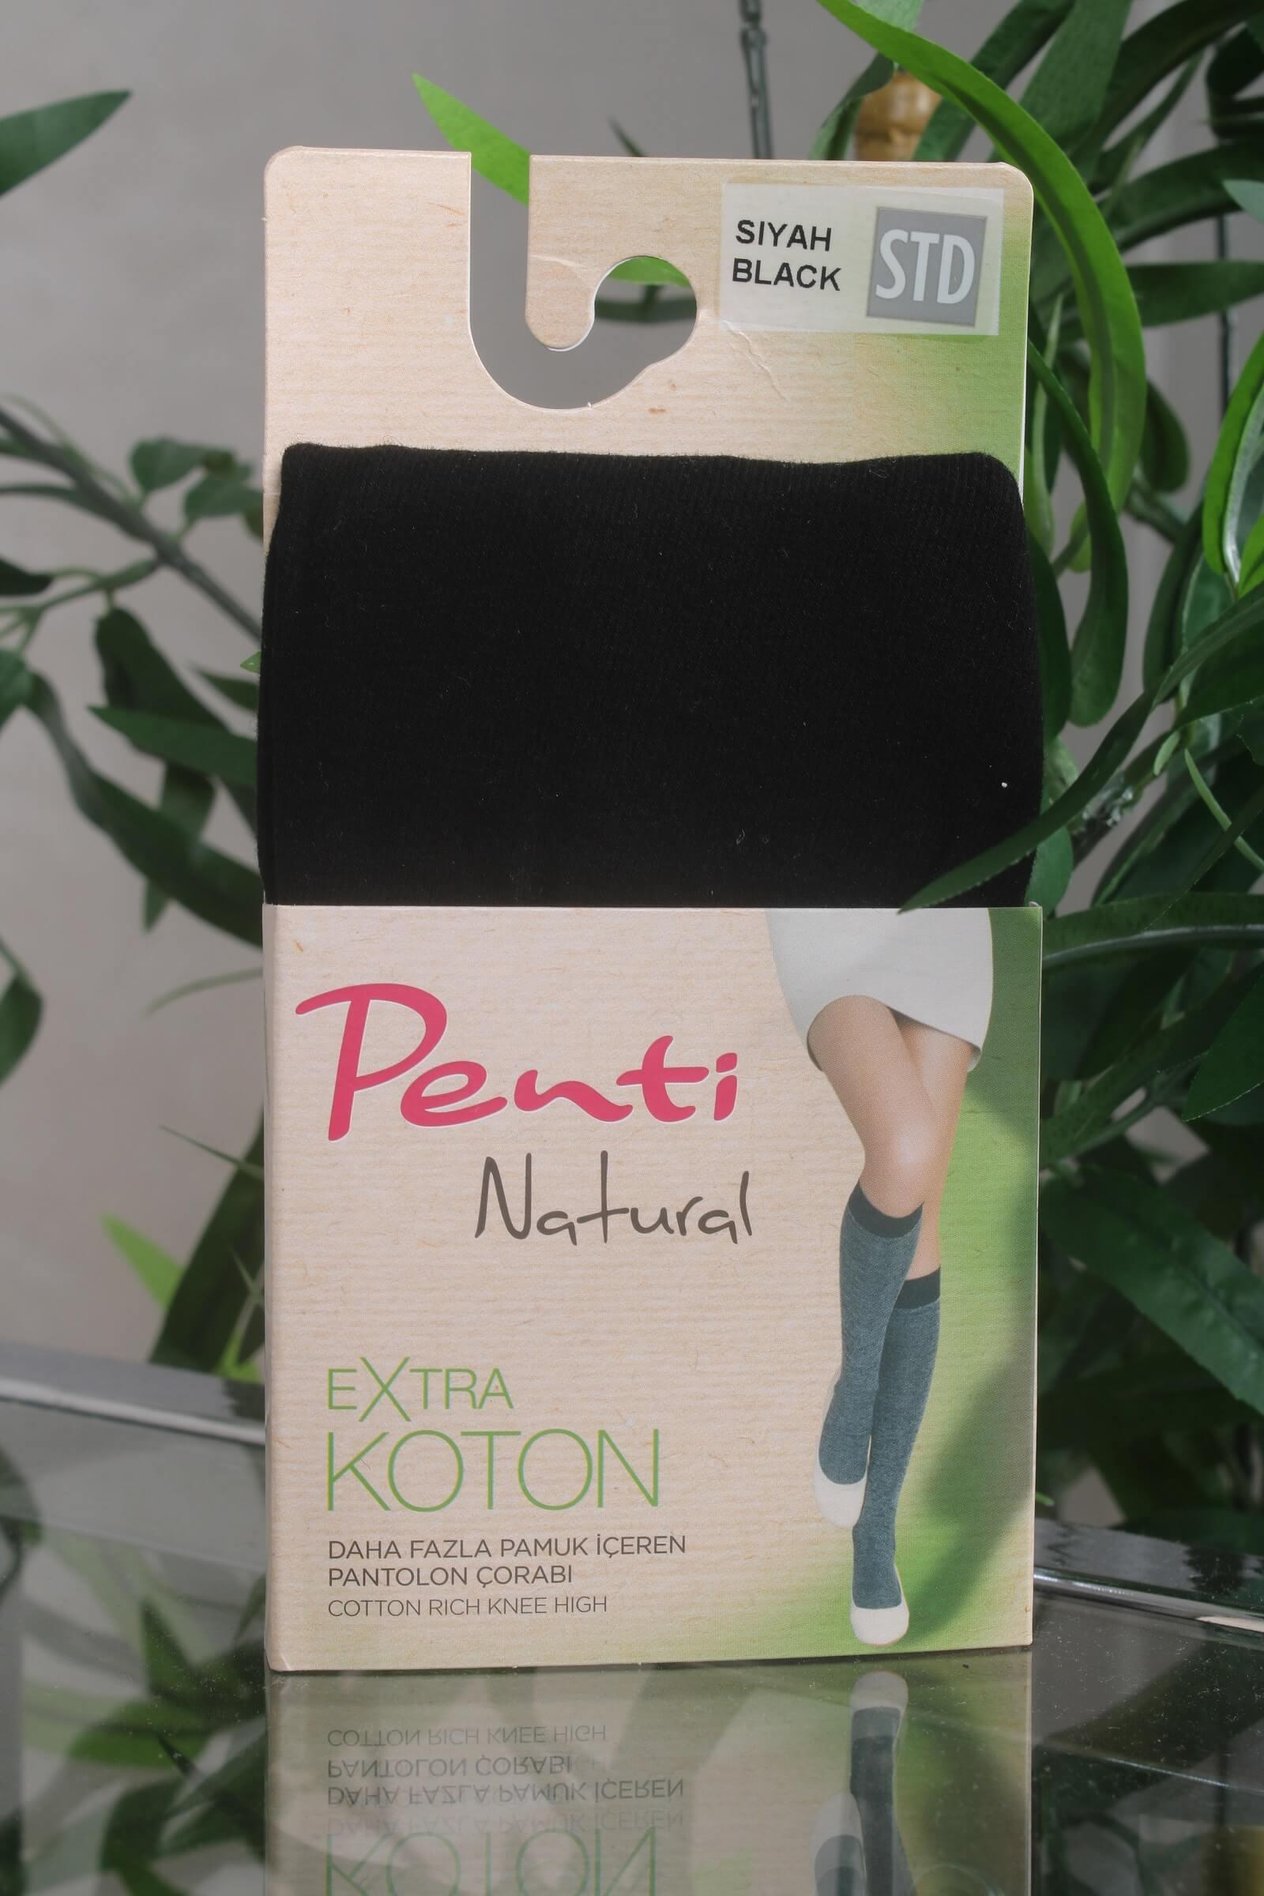 SIYAH
BLACK
STD
Penti
Natural
EXTRA
KOTON
DAHA FAZLA PAMUK İÇEREN
PANTOLON ÇORABI
COTTON RICH KNEE HIGH